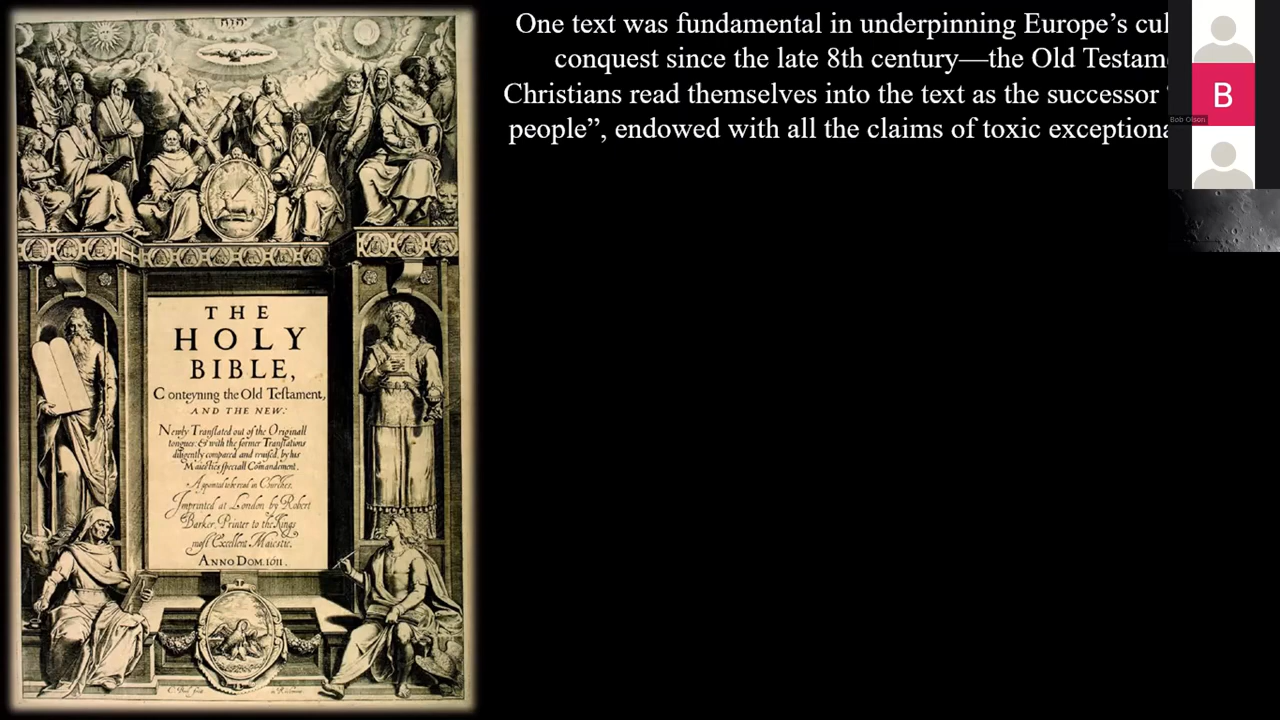 One text was fundamental in underpinning Europe’s cul
conquest since the late 8th century—the Old Testam
Christians read themselves into the text as the successor
people”, endowed with all the claims of toxic exceptiona
B
Bob Olson
יהוה
THE
HOLY
BIBLE,
Conteyning the Old Teſtament,
AND THE NEW:
Newly Tranſlated out of the Originall
tongues: & with the former Tranſlations
diligently compared and reuiſed, by his
Maieſties ſpeciall Comandement.
Appointed to be read in Churches.
Imprinted at London by Robert
Barker, Printer to the Kings
moſt Excellent Maieſtie.
ANNO DOM. 1611.